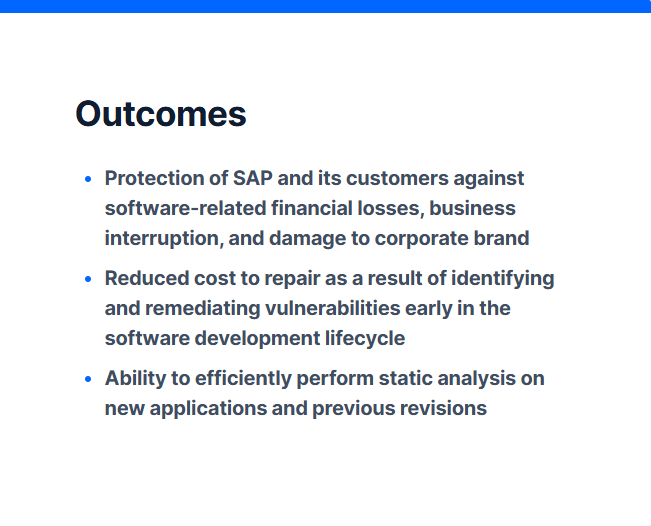 Outcomes
• Protection of SAP and its customers against
software-related financial losses, business
interruption, and damage to corporate brand
• Reduced cost to repair as a result of identifying
and remediating vulnerabilities early in the
software development lifecycle
• Ability to efficiently perform static analysis on
new applications and previous revisions